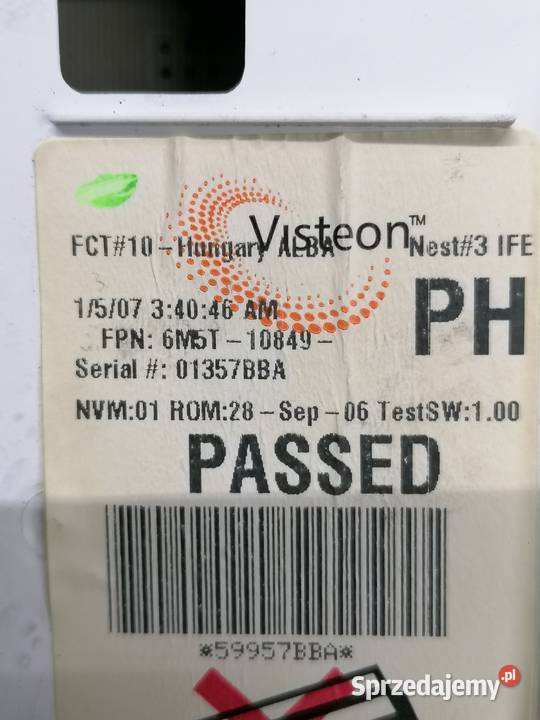 Visteon™
FCT#10-Hungary ALBA Nest#3 IFE
1/5/07 3:40:46 AM
PH
FPN: 6M5T-10849-
Serial #: 01357BBA
NVM:01 ROM:28-Sep-06 TestSW:1.00
PASSED
*59957BBA*
Sprzedajemy.pl